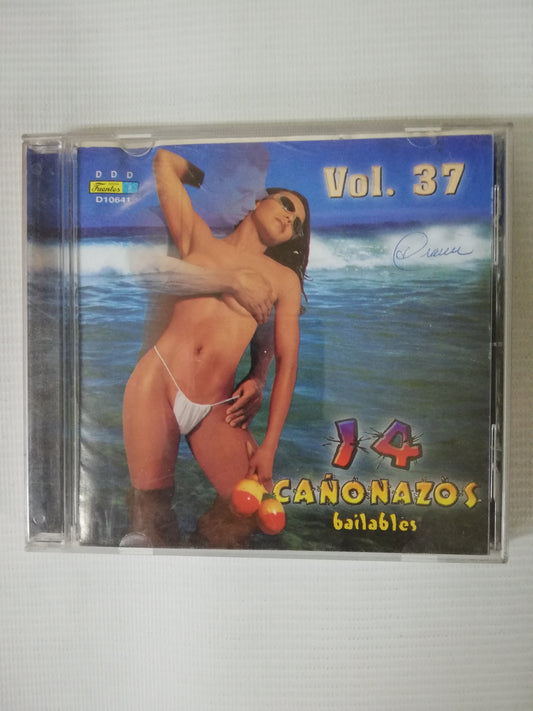 D D D
Fuentes
D10641
Vol. 37
14
CAÑONAZOS
bailables